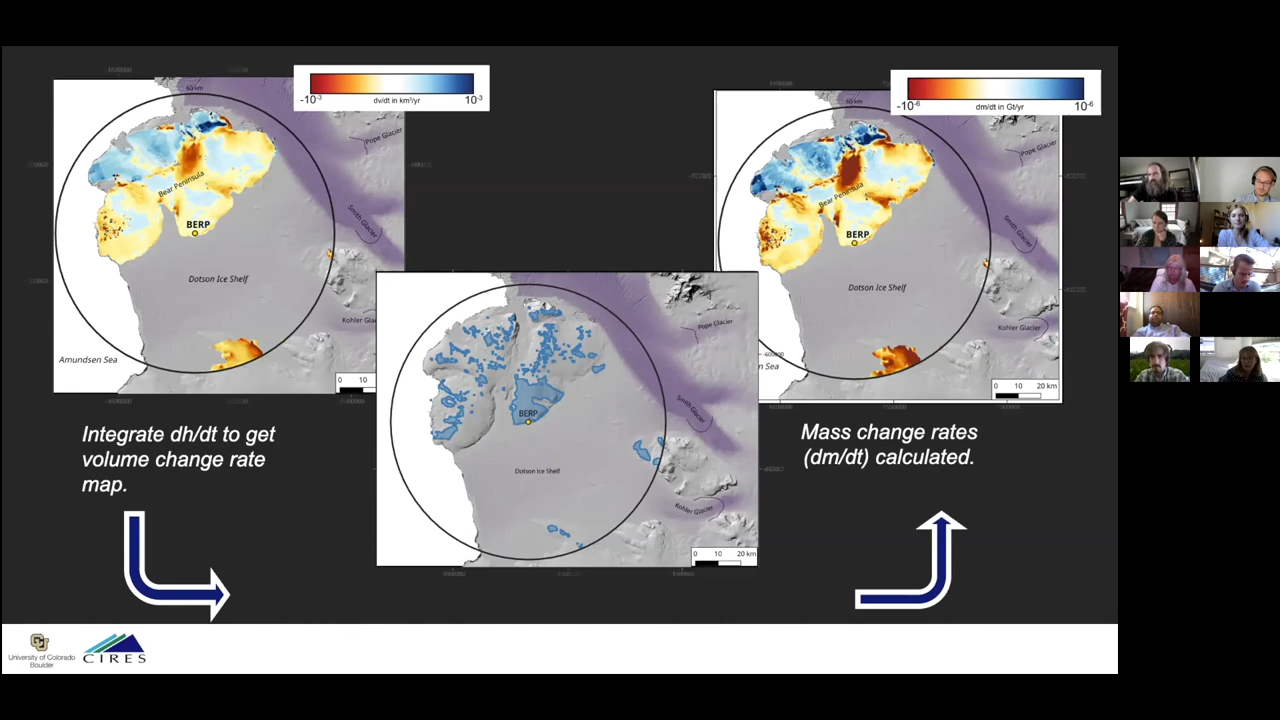 60 km
-10⁻³
10⁻³
dv/dt in km³/yr
Pope Glacier
Bear Peninsula
BERP
Smith Glacier
Dotson Ice Shelf
Amundsen Sea
0 10
Integrate dh/dt to get
volume change rate
map.
Pope Glacier
BERP
Smith Glacier
Dotson Ice Shelf
Kohler Glacier
0 10 20 km
-10⁻⁶
10⁻⁶
dm/dt in Gt/yr
60 km
Pope Glacier
Bear Peninsula
BERP
Smith Glacier
Dotson Ice Shelf
Kohler Glacier
0 10 20 km
Mass change rates
(dm/dt) calculated.
University of Colorado
Boulder
CIRES